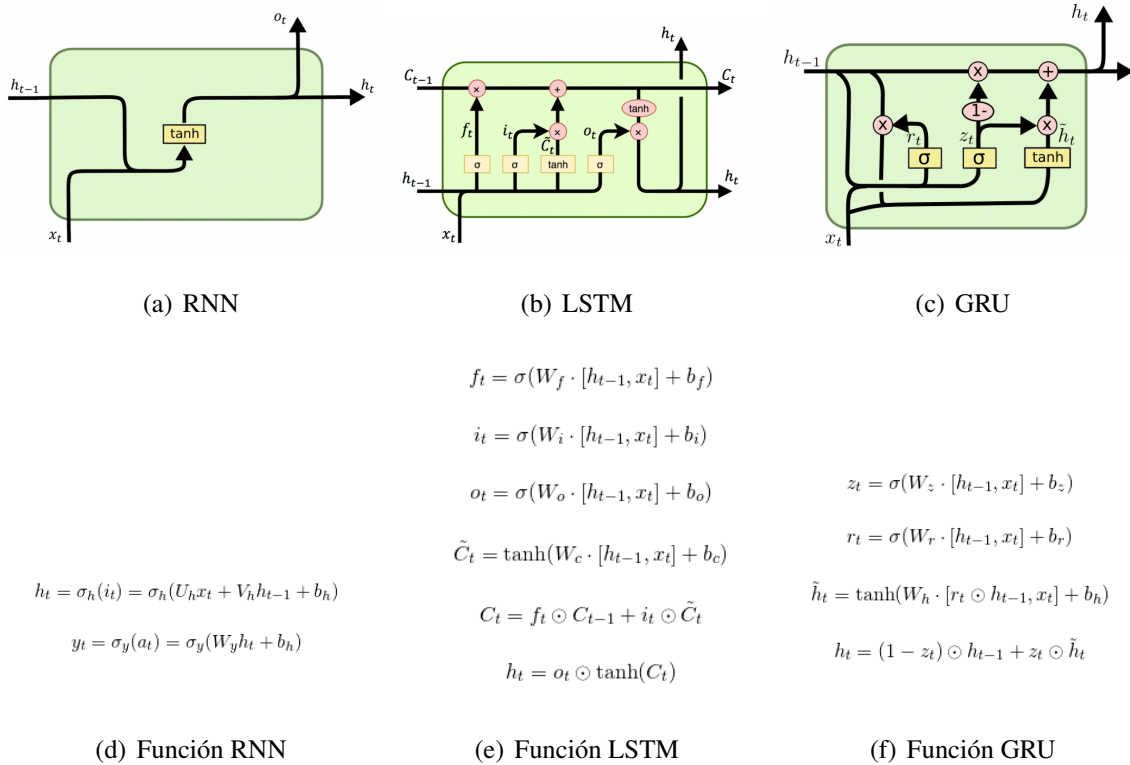 o_t
h_{t-1}
tanh
h_t
x_t
h_t
C_{t-1}
×
+
C_t
tanh
f_t
i_t
×
C̃_t
o_t
×
σ
σ
tanh
σ
h_{t-1}
h_t
x_t
h_t
h_{t-1}
x
+
1-
x
r_t
z_t
x
h̃_t
σ
σ
tanh
x_t
(a) RNN
(b) LSTM
(c) GRU
h_t = σ_h(i_t) = σ_h(U_h x_t + V_h h_{t-1} + b_h)
y_t = σ_y(a_t) = σ_y(W_y h_t + b_h)
f_t = σ(W_f · [h_{t-1}, x_t] + b_f)
i_t = σ(W_i · [h_{t-1}, x_t] + b_i)
o_t = σ(W_o · [h_{t-1}, x_t] + b_o)
C̃_t = tanh(W_c · [h_{t-1}, x_t] + b_c)
C_t = f_t ⊙ C_{t-1} + i_t ⊙ C̃_t
h_t = o_t ⊙ tanh(C_t)
z_t = σ(W_z · [h_{t-1}, x_t] + b_z)
r_t = σ(W_r · [h_{t-1}, x_t] + b_r)
h̃_t = tanh(W_h · [r_t ⊙ h_{t-1}, x_t] + b_h)
h_t = (1 − z_t) ⊙ h_{t-1} + z_t ⊙ h̃_t
(d) Función RNN
(e) Función LSTM
(f) Función GRU